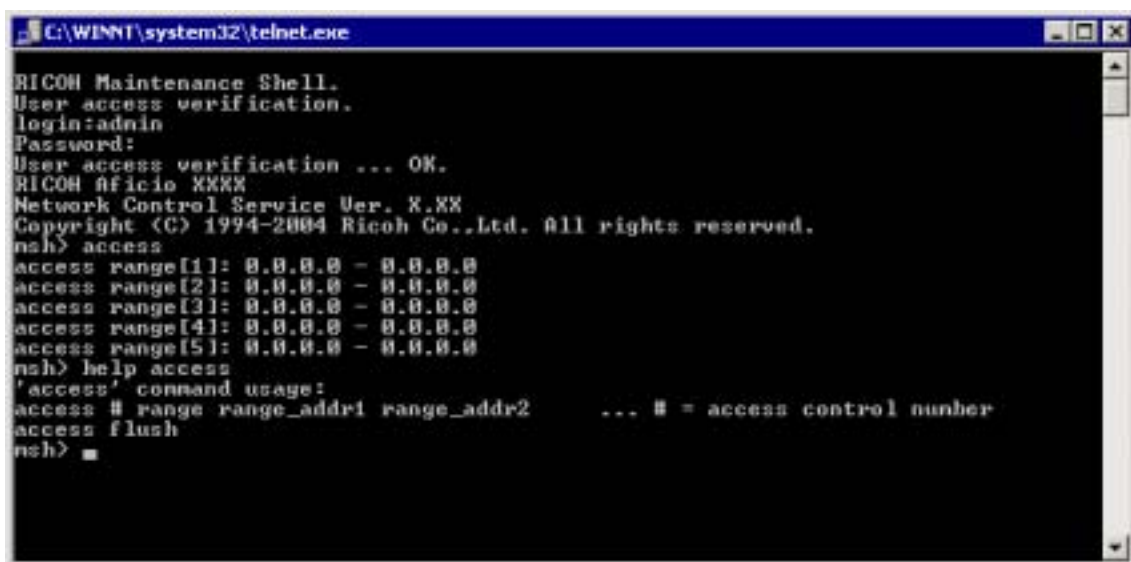 C:\WINNT\system32\telnet.exe
RICOH Maintenance Shell.
User access verification.
login:admin
Password:
User access verification ... OK.
RICOH Aficio XXXX
Network Control Service Ver. X.XX
Copyright (C) 1994-2004 Ricoh Co.,Ltd. All rights reserved.
msh> access
access range[1]: 0.0.0.0 - 0.0.0.0
access range[2]: 0.0.0.0 - 0.0.0.0
access range[3]: 0.0.0.0 - 0.0.0.0
access range[4]: 0.0.0.0 - 0.0.0.0
access range[5]: 0.0.0.0 - 0.0.0.0
msh> help access
'access' command usage:
access # range range_addr1 range_addr2 ... # = access control number
access flush
msh>